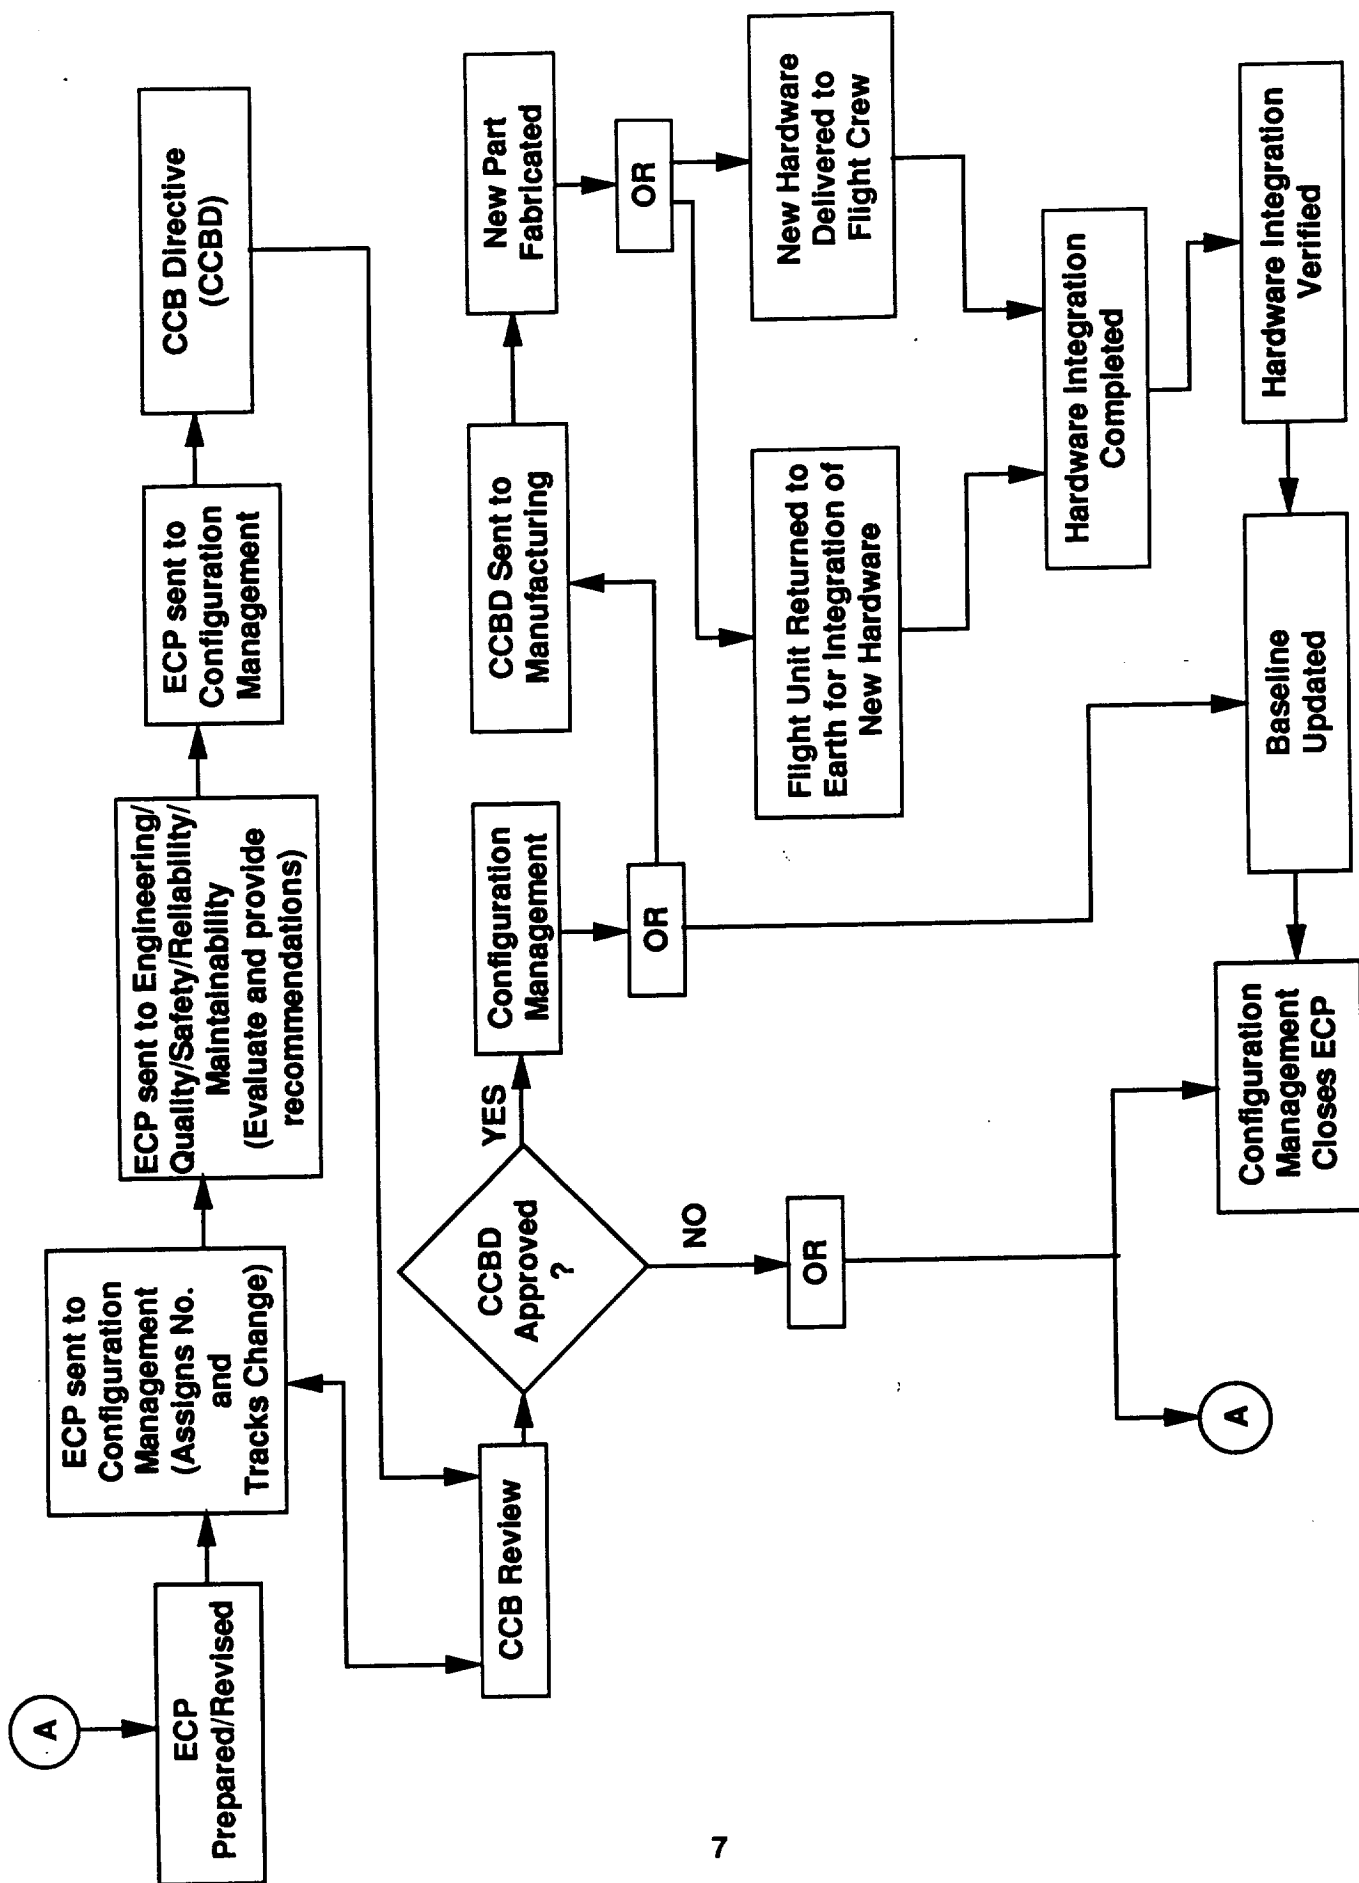 A
ECP
Prepared/Revised
ECP sent to
Configuration
Management
(Assigns No.
and
Tracks Change)
ECP sent to Engineering/
Quality/Safety/Reliability/
Maintainability
(Evaluate and provide
recommendations)
ECP sent to
Configuration
Management
CCB Directive
(CCBD)
CCB Review
CCBD
Approved
?
YES
NO
Configuration
Management
OR
CCBD Sent to
Manufacturing
New Part
Fabricated
OR
Flight Unit Returned to
Earth for Integration of
New Hardware
New Hardware
Delivered to
Flight Crew
OR
Hardware Integration
Completed
A
Configuration
Management
Closes ECP
Baseline
Updated
Hardware Integration
Verified
7